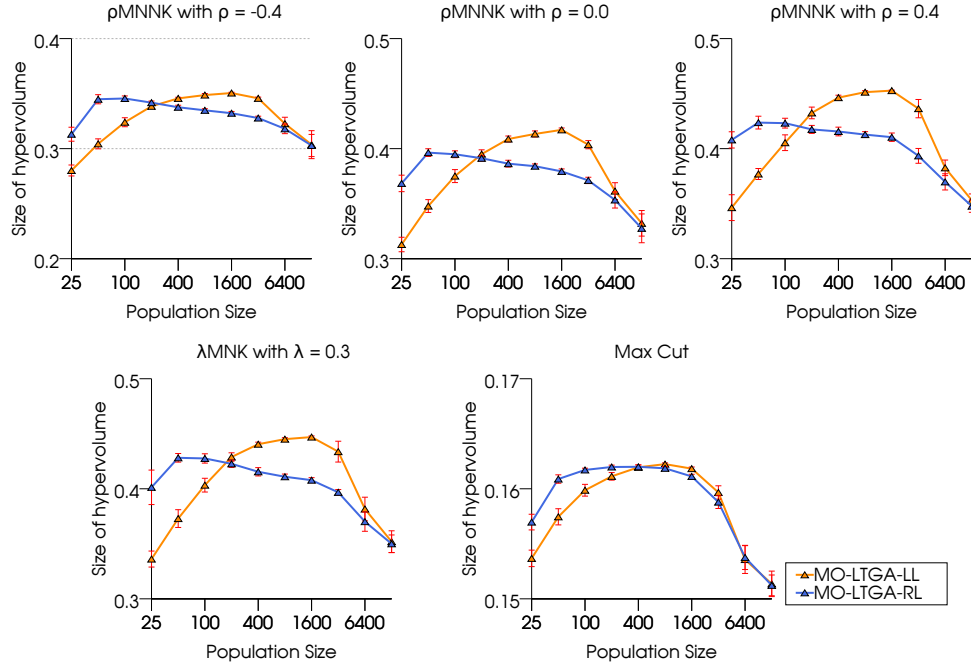 ρMNNK with ρ = -0.4
ρMNNK with ρ = 0.0
ρMNNK with ρ = 0.4
0.4
0.3
0.2
Size of hypervolume
25 100 400 1600 6400
Population Size
0.5
0.4
0.3
Size of hypervolume
25 100 400 1600 6400
Population Size
0.5
0.4
0.3
Size of hypervolume
25 100 400 1600 6400
Population Size
λMNK with λ = 0.3
Max Cut
0.5
0.4
0.3
Size of hypervolume
25 100 400 1600 6400
Population Size
0.17
0.16
0.15
Size of hypervolume
25 100 400 1600 6400
Population Size
MO-LTGA-LL
MO-LTGA-RL